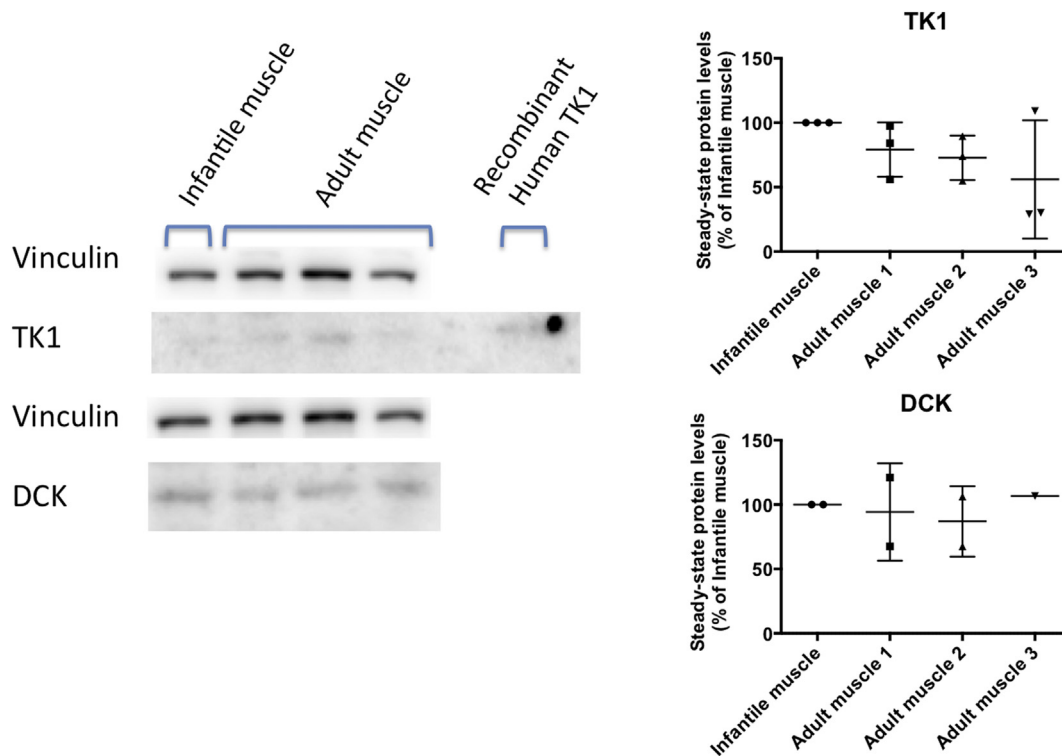 Infantile muscle
Adult muscle
Recombinant
Human TK1
Vinculin
TK1
Vinculin
DCK
TK1
Steady-state protein levels
(% of Infantile muscle)
150
100
50
0
Infantile muscle
Adult muscle 1
Adult muscle 2
Adult muscle 3
DCK
Steady-state protein levels
(% of Infantile muscle)
150
100
50
0
Infantile muscle
Adult muscle 1
Adult muscle 2
Adult muscle 3